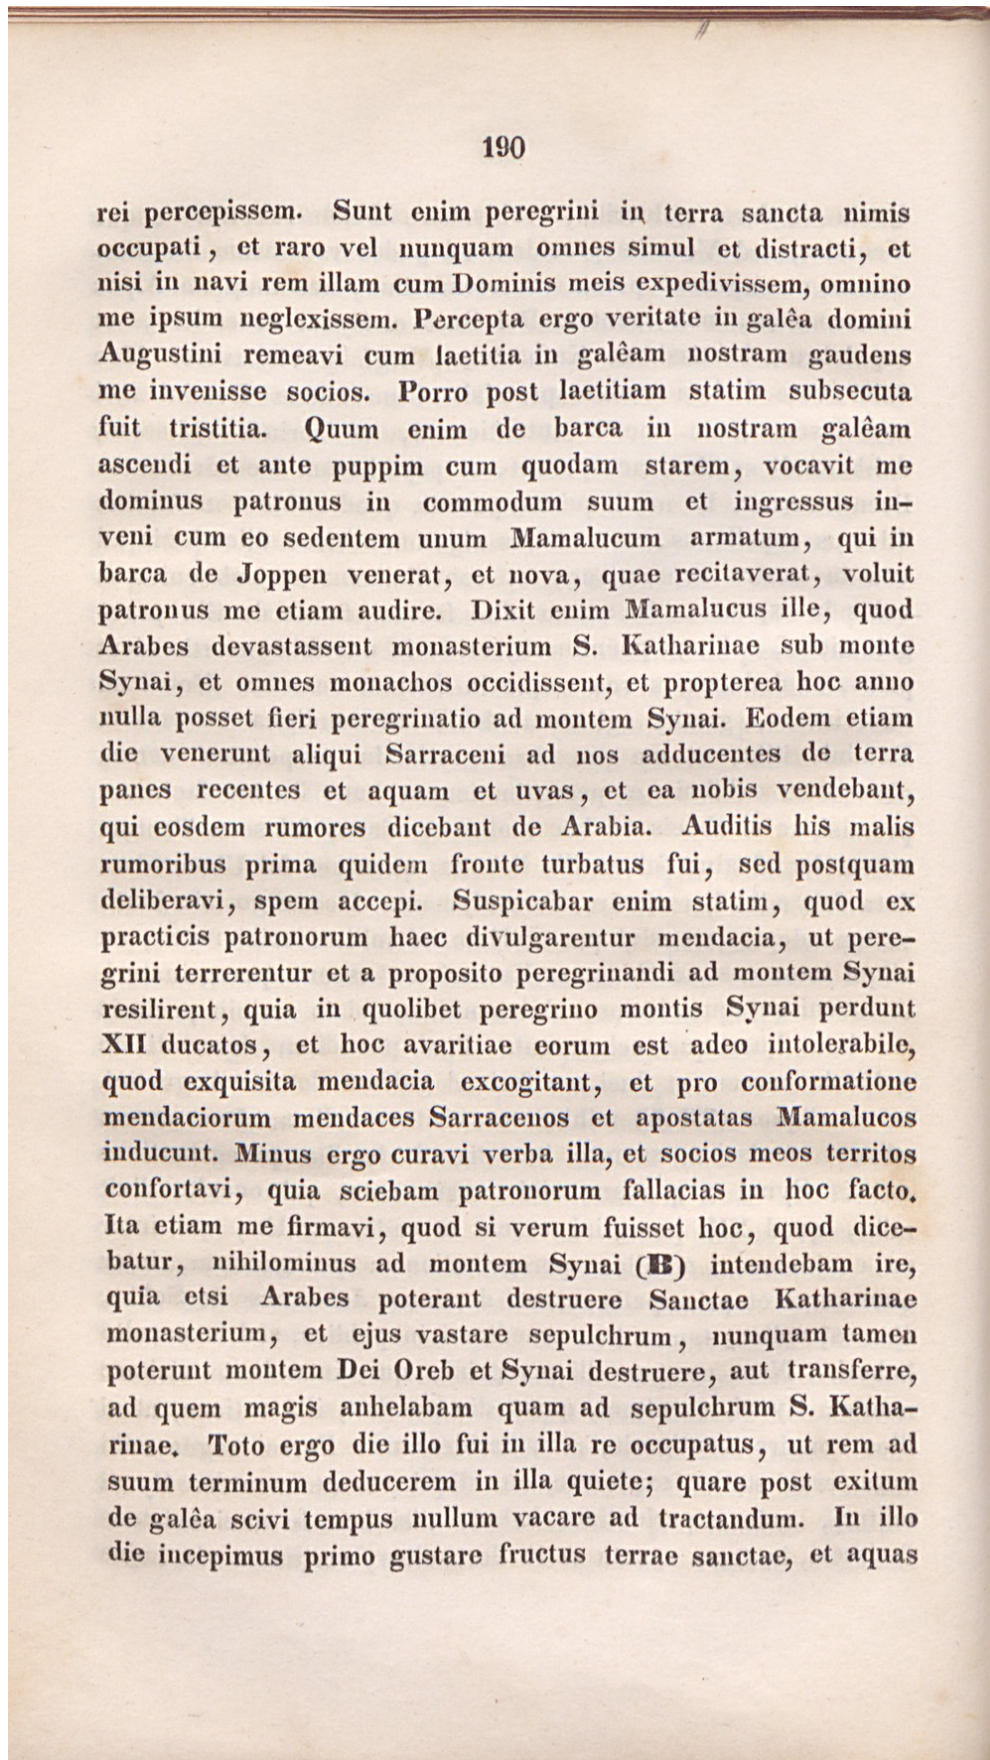 190
rei percepissem. Sunt enim peregrini in terra sancta nimis
occupati, et raro vel nunquam omnes simul et distracti, et
nisi in navi rem illam cum Dominis meis expedivissem, omnino
me ipsum neglexissem. Percepta ergo veritate in galêa domini
Augustini remeavi cum laetitia in galêam nostram gaudens
me invenisse socios. Porro post laetitiam statim subsecuta
fuit tristitia. Quum enim de barca in nostram galêam
ascendi et ante puppim cum quodam starem, vocavit me
dominus patronus in commodum suum et ingressus in-
veni cum eo sedentem unum Mamalucum armatum, qui in
barca de Joppen venerat, et nova, quae recitaverat, voluit
patronus me etiam audire. Dixit enim Mamalucus ille, quod
Arabes devastassent monasterium S. Katharinae sub monte
Synai, et omnes monachos occidissent, et propterea hoc anno
nulla posset fieri peregrinatio ad montem Synai. Eodem etiam
die venerunt aliqui Sarraceni ad nos adducentes de terra
panes recentes et aquam et uvas, et ea nobis vendebant,
qui eosdem rumores dicebant de Arabia. Auditis his malis
rumoribus prima quidem fronte turbatus fui, sed postquam
deliberavi, spem accepi. Suspicabar enim statim, quod ex
practicis patronorum haec divulgarentur mendacia, ut pere-
grini terrerentur et a proposito peregrinandi ad montem Synai
resilirent, quia in quolibet peregrino montis Synai perdunt
XII ducatos, et hoc avaritiae eorum est adeo intolerabile,
quod exquisita mendacia excogitant, et pro conformatione
mendaciorum mendaces Sarracenos et apostatas Mamalucos
inducunt. Minus ergo curavi verba illa, et socios meos territos
confortavi, quia sciebam patronorum fallacias in hoc facto.
Ita etiam me firmavi, quod si verum fuisset hoc, quod dice-
batur, nihilominus ad montem Synai (B) intendebam ire,
quia etsi Arabes poterant destruere Sanctae Katharinae
monasterium, et ejus vastare sepulchrum, nunquam tamen
poterunt montem Dei Oreb et Synai destruere, aut transferre,
ad quem magis anhelabam quam ad sepulchrum S. Katha-
rinae. Toto ergo die illo fui in illa re occupatus, ut rem ad
suum terminum deducerem in illa quiete; quare post exitum
de galêa scivi tempus nullum vacare ad tractandum. In illo
die incepimus primo gustare fructus terrae sanctae, et aquas